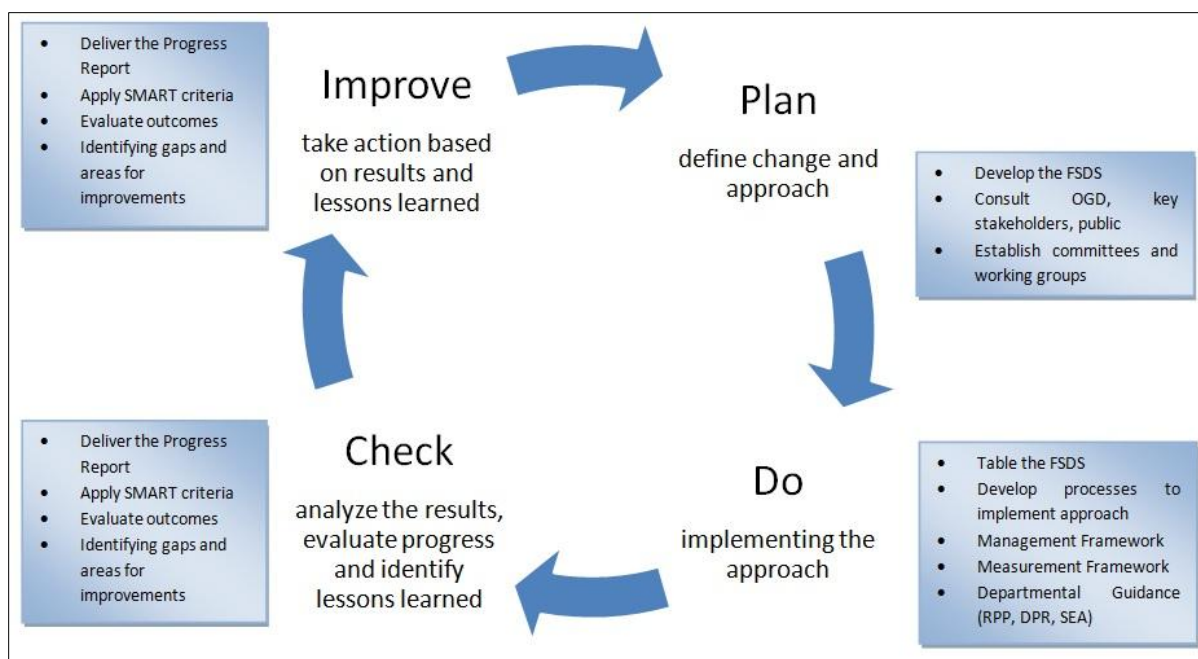 • Deliver the Progress
Report
• Apply SMART criteria
• Evaluate outcomes
• Identifying gaps and
areas for
improvements
Improve
take action based
on results and
lessons learned
Plan
define change and
approach
• Develop the FSDS
• Consult OGD, key
stakeholders, public
• Establish committees and
working groups
• Deliver the Progress
Report
• Apply SMART criteria
• Evaluate outcomes
• Identifying gaps and
areas for
improvements
Check
analyze the results,
evaluate progress
and identify
lessons learned
Do
implementing the
approach
• Table the FSDS
• Develop processes to
implement approach
• Management Framework
• Measurement Framework
• Departmental Guidance
(RPP, DPR, SEA)